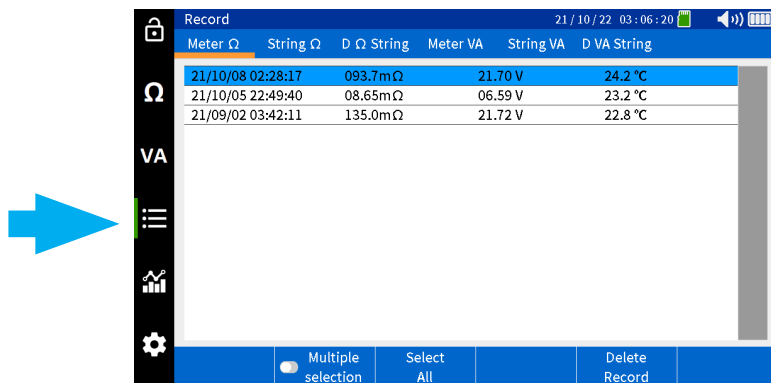 Record 21/10/22 03:06:20
Meter Ω String Ω D Ω String Meter VA String VA D VA String
21/10/08 02:28:17 093.7mΩ 21.70 V 24.2 ℃
Ω
21/10/05 22:49:40 08.65mΩ 06.59 V 23.2 ℃
21/09/02 03:42:11 135.0mΩ 21.72 V 22.8 ℃
VA
Multiple Select Delete
selection All Record